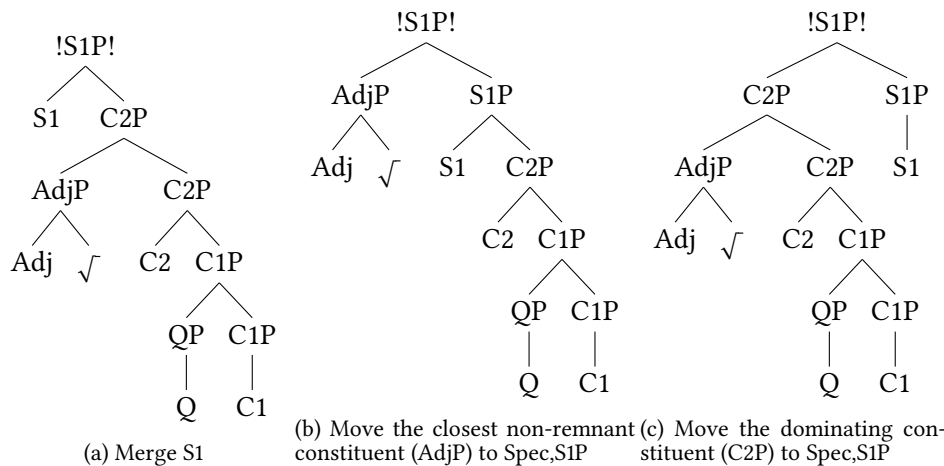 !S1P!
S1 C2P
AdjP C2P
Adj √ C2 C1P
QP C1P
Q C1
(a) Merge S1
!S1P!
AdjP S1P
Adj √ S1 C2P
C2 C1P
QP C1P
Q C1
(b) Move the closest non-remnant
constituent (AdjP) to Spec,S1P
!S1P!
C2P S1P
AdjP C2P S1
Adj √ C2 C1P
QP C1P
Q C1
(c) Move the dominating con-
stituent (C2P) to Spec,S1P